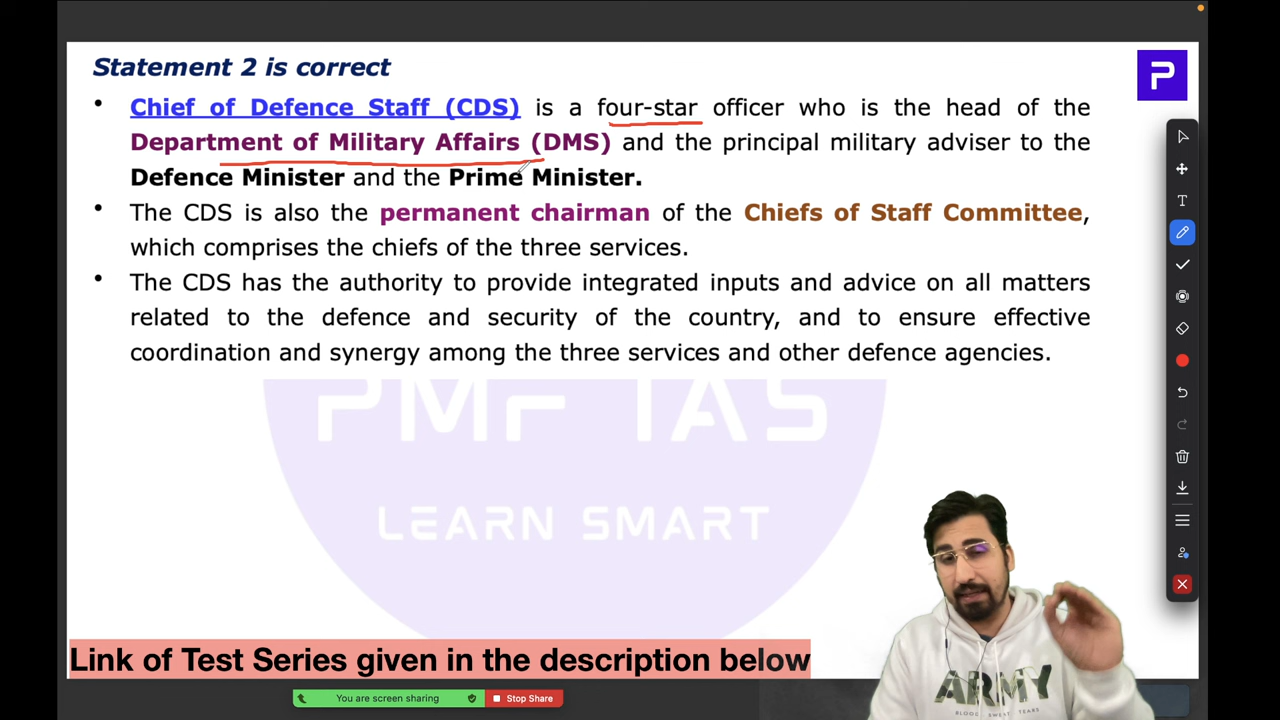 Statement 2 is correct
• Chief of Defence Staff (CDS) is a four-star officer who is the head of the
Department of Military Affairs (DMS) and the principal military adviser to the
Defence Minister and the Prime Minister.
• The CDS is also the permanent chairman of the Chiefs of Staff Committee,
which comprises the chiefs of the three services.
• The CDS has the authority to provide integrated inputs and advice on all matters
related to the defence and security of the country, and to ensure effective
coordination and synergy among the three services and other defence agencies.
PMF IAS
LEARN SMART
Link of Test Series given in the description below
You are screen sharing
Stop Share
ARMY
BLOOD . SWEAT . TEARS